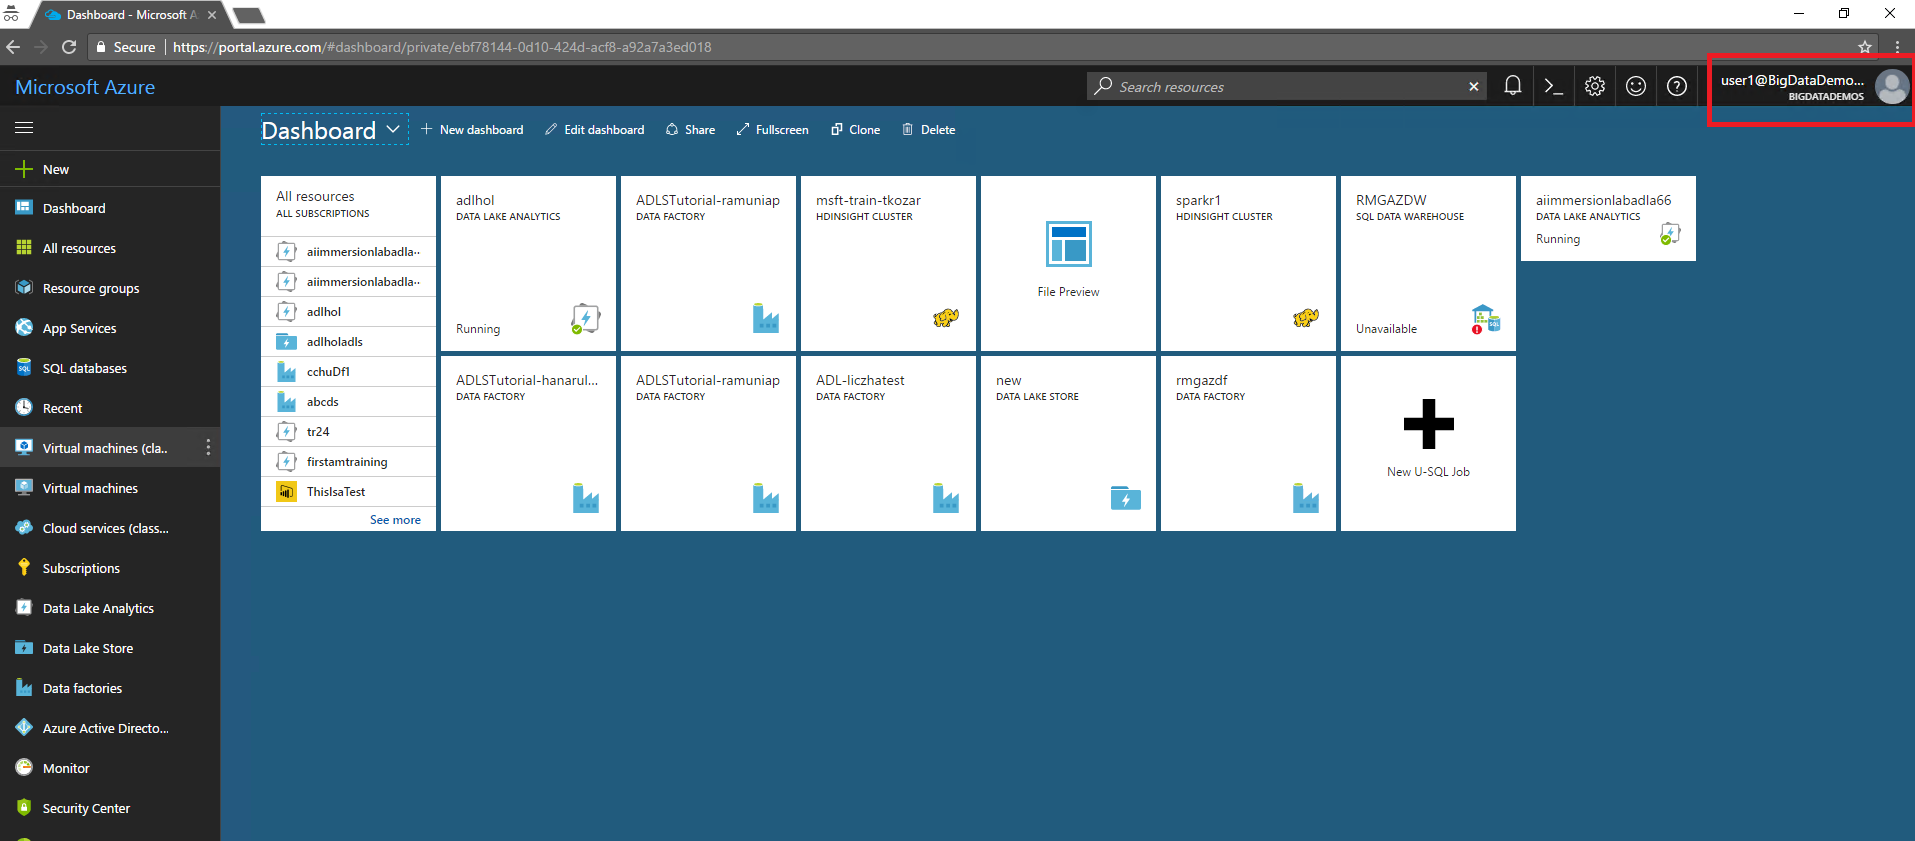 Dashboard - Microsoft A
Secure
https://portal.azure.com/#dashboard/private/ebf78144-0d10-424d-acf8-a92a7a3ed018
Microsoft Azure
Search resources
user1@BigDataDemo...
BIGDATADEMOS
Dashboard
New dashboard
Edit dashboard
Share
Fullscreen
Clone
Delete
New
Dashboard
All resources
Resource groups
App Services
SQL databases
Recent
Virtual machines (cla..
Virtual machines
Cloud services (class...
Subscriptions
Data Lake Analytics
Data Lake Store
Data factories
Azure Active Directo...
Monitor
Security Center
All resources
ALL SUBSCRIPTIONS
aiimmersionlabadla..
aiimmersionlabadla..
adlhol
adlholadls
cchuDf1
abcds
tr24
firstamtraining
ThisIsaTest
See more
adlhol
DATA LAKE ANALYTICS
Running
ADLSTutorial-ramuniap
DATA FACTORY
msft-train-tkozar
HDINSIGHT CLUSTER
File Preview
sparkr1
HDINSIGHT CLUSTER
RMGAZDW
SQL DATA WAREHOUSE
Unavailable
aiimmersionlabadla66
DATA LAKE ANALYTICS
Running
ADLSTutorial-hanarul...
DATA FACTORY
ADLSTutorial-ramuniap
DATA FACTORY
ADL-liczhatest
DATA FACTORY
new
DATA LAKE STORE
rmgazdf
DATA FACTORY
New U-SQL Job